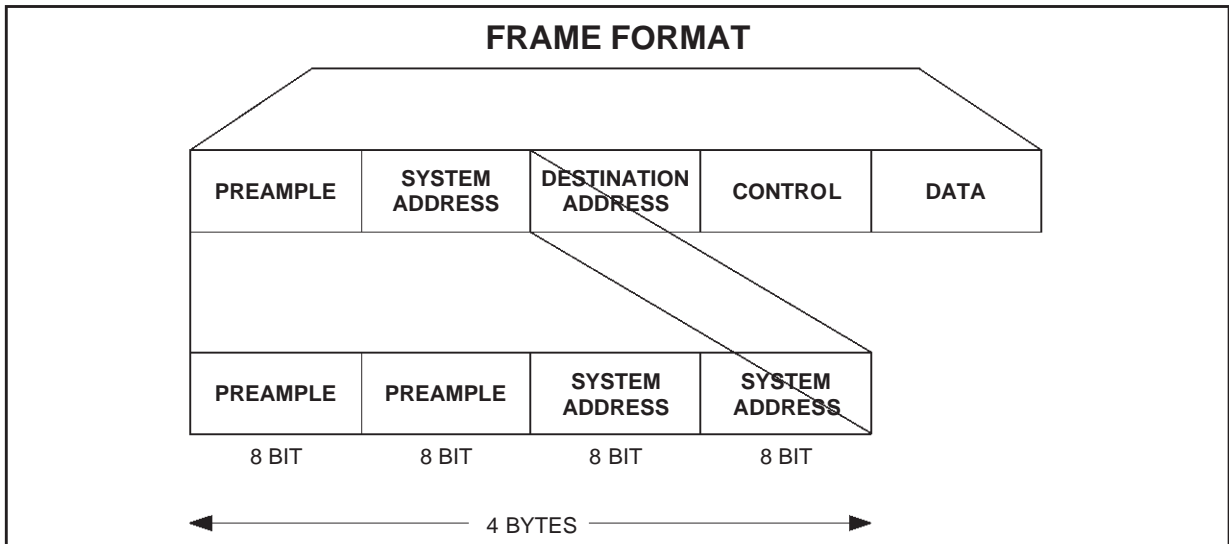 FRAME FORMAT
PREAMPLE
SYSTEM
ADDRESS
DESTINATION
ADDRESS
CONTROL
DATA
PREAMPLE
PREAMPLE
SYSTEM
ADDRESS
SYSTEM
ADDRESS
8 BIT
8 BIT
8 BIT
8 BIT
4 BYTES